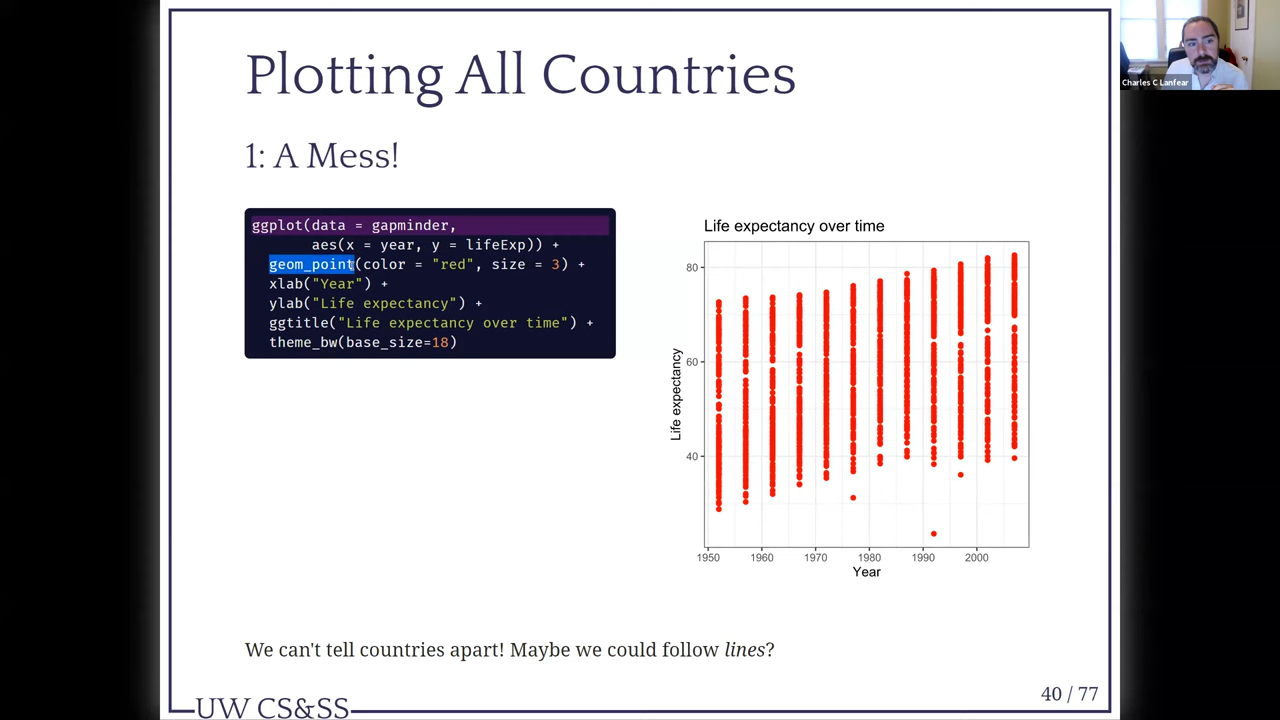 Plotting All Countries
1: A Mess!
ggplot(data = gapminder,
aes(x = year, y = lifeExp)) +
geom_point(color = "red", size = 3) +
xlab("Year") +
ylab("Life expectancy") +
ggtitle("Life expectancy over time") +
theme_bw(base_size=18)
Life expectancy over time
Life expectancy
80
60
40
1950 1960 1970 1980 1990 2000
Year
We can't tell countries apart! Maybe we could follow lines?
UW CS&SS
40 / 77
Charles C Lanfear